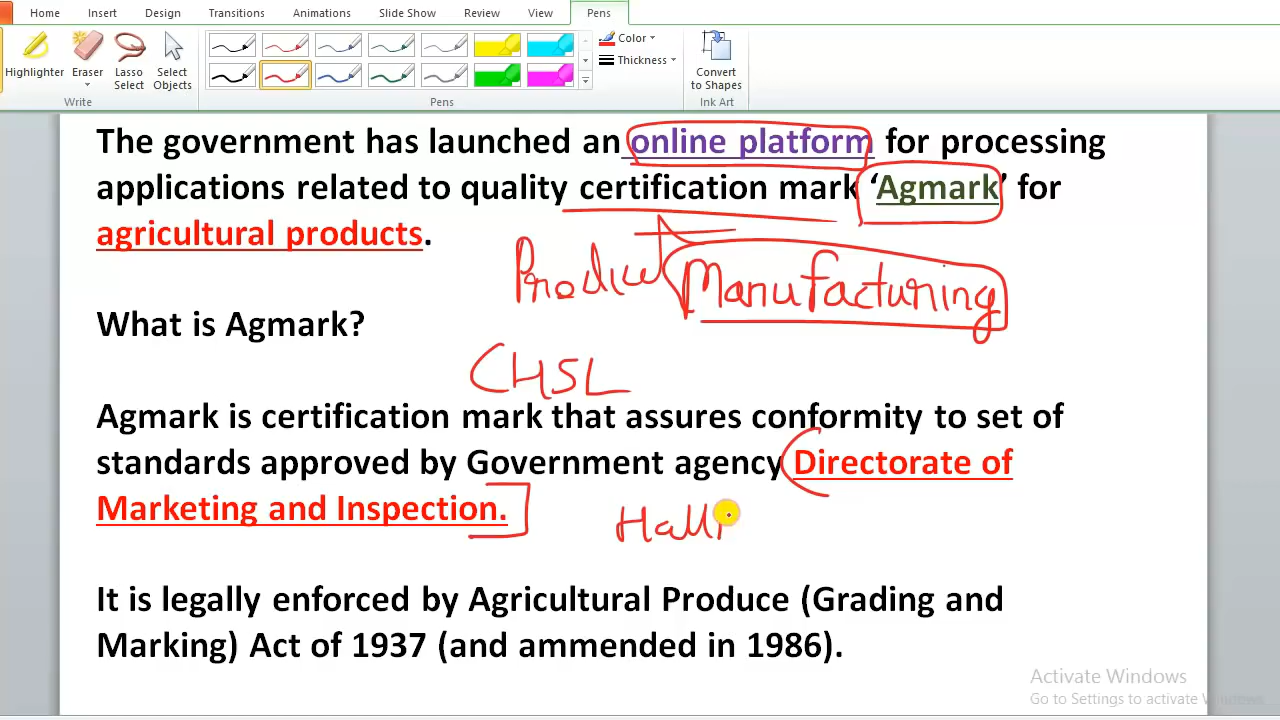 Home Insert Design Transitions Animations Slide Show Review View Pens
Highlighter Eraser Lasso Select Select Objects
Color
Thickness
Convert to Shapes
Write Pens Ink Art
The government has launched an online platform for processing
applications related to quality certification mark ‘Agmark’ for
agricultural products.
Product Manufacturing
What is Agmark?
CHSL
Agmark is certification mark that assures conformity to set of
standards approved by Government agency Directorate of
Marketing and Inspection.
It is legally enforced by Agricultural Produce (Grading and
Marking) Act of 1937 (and ammended in 1986).
Activate Windows
Go to Settings to activate Windows.